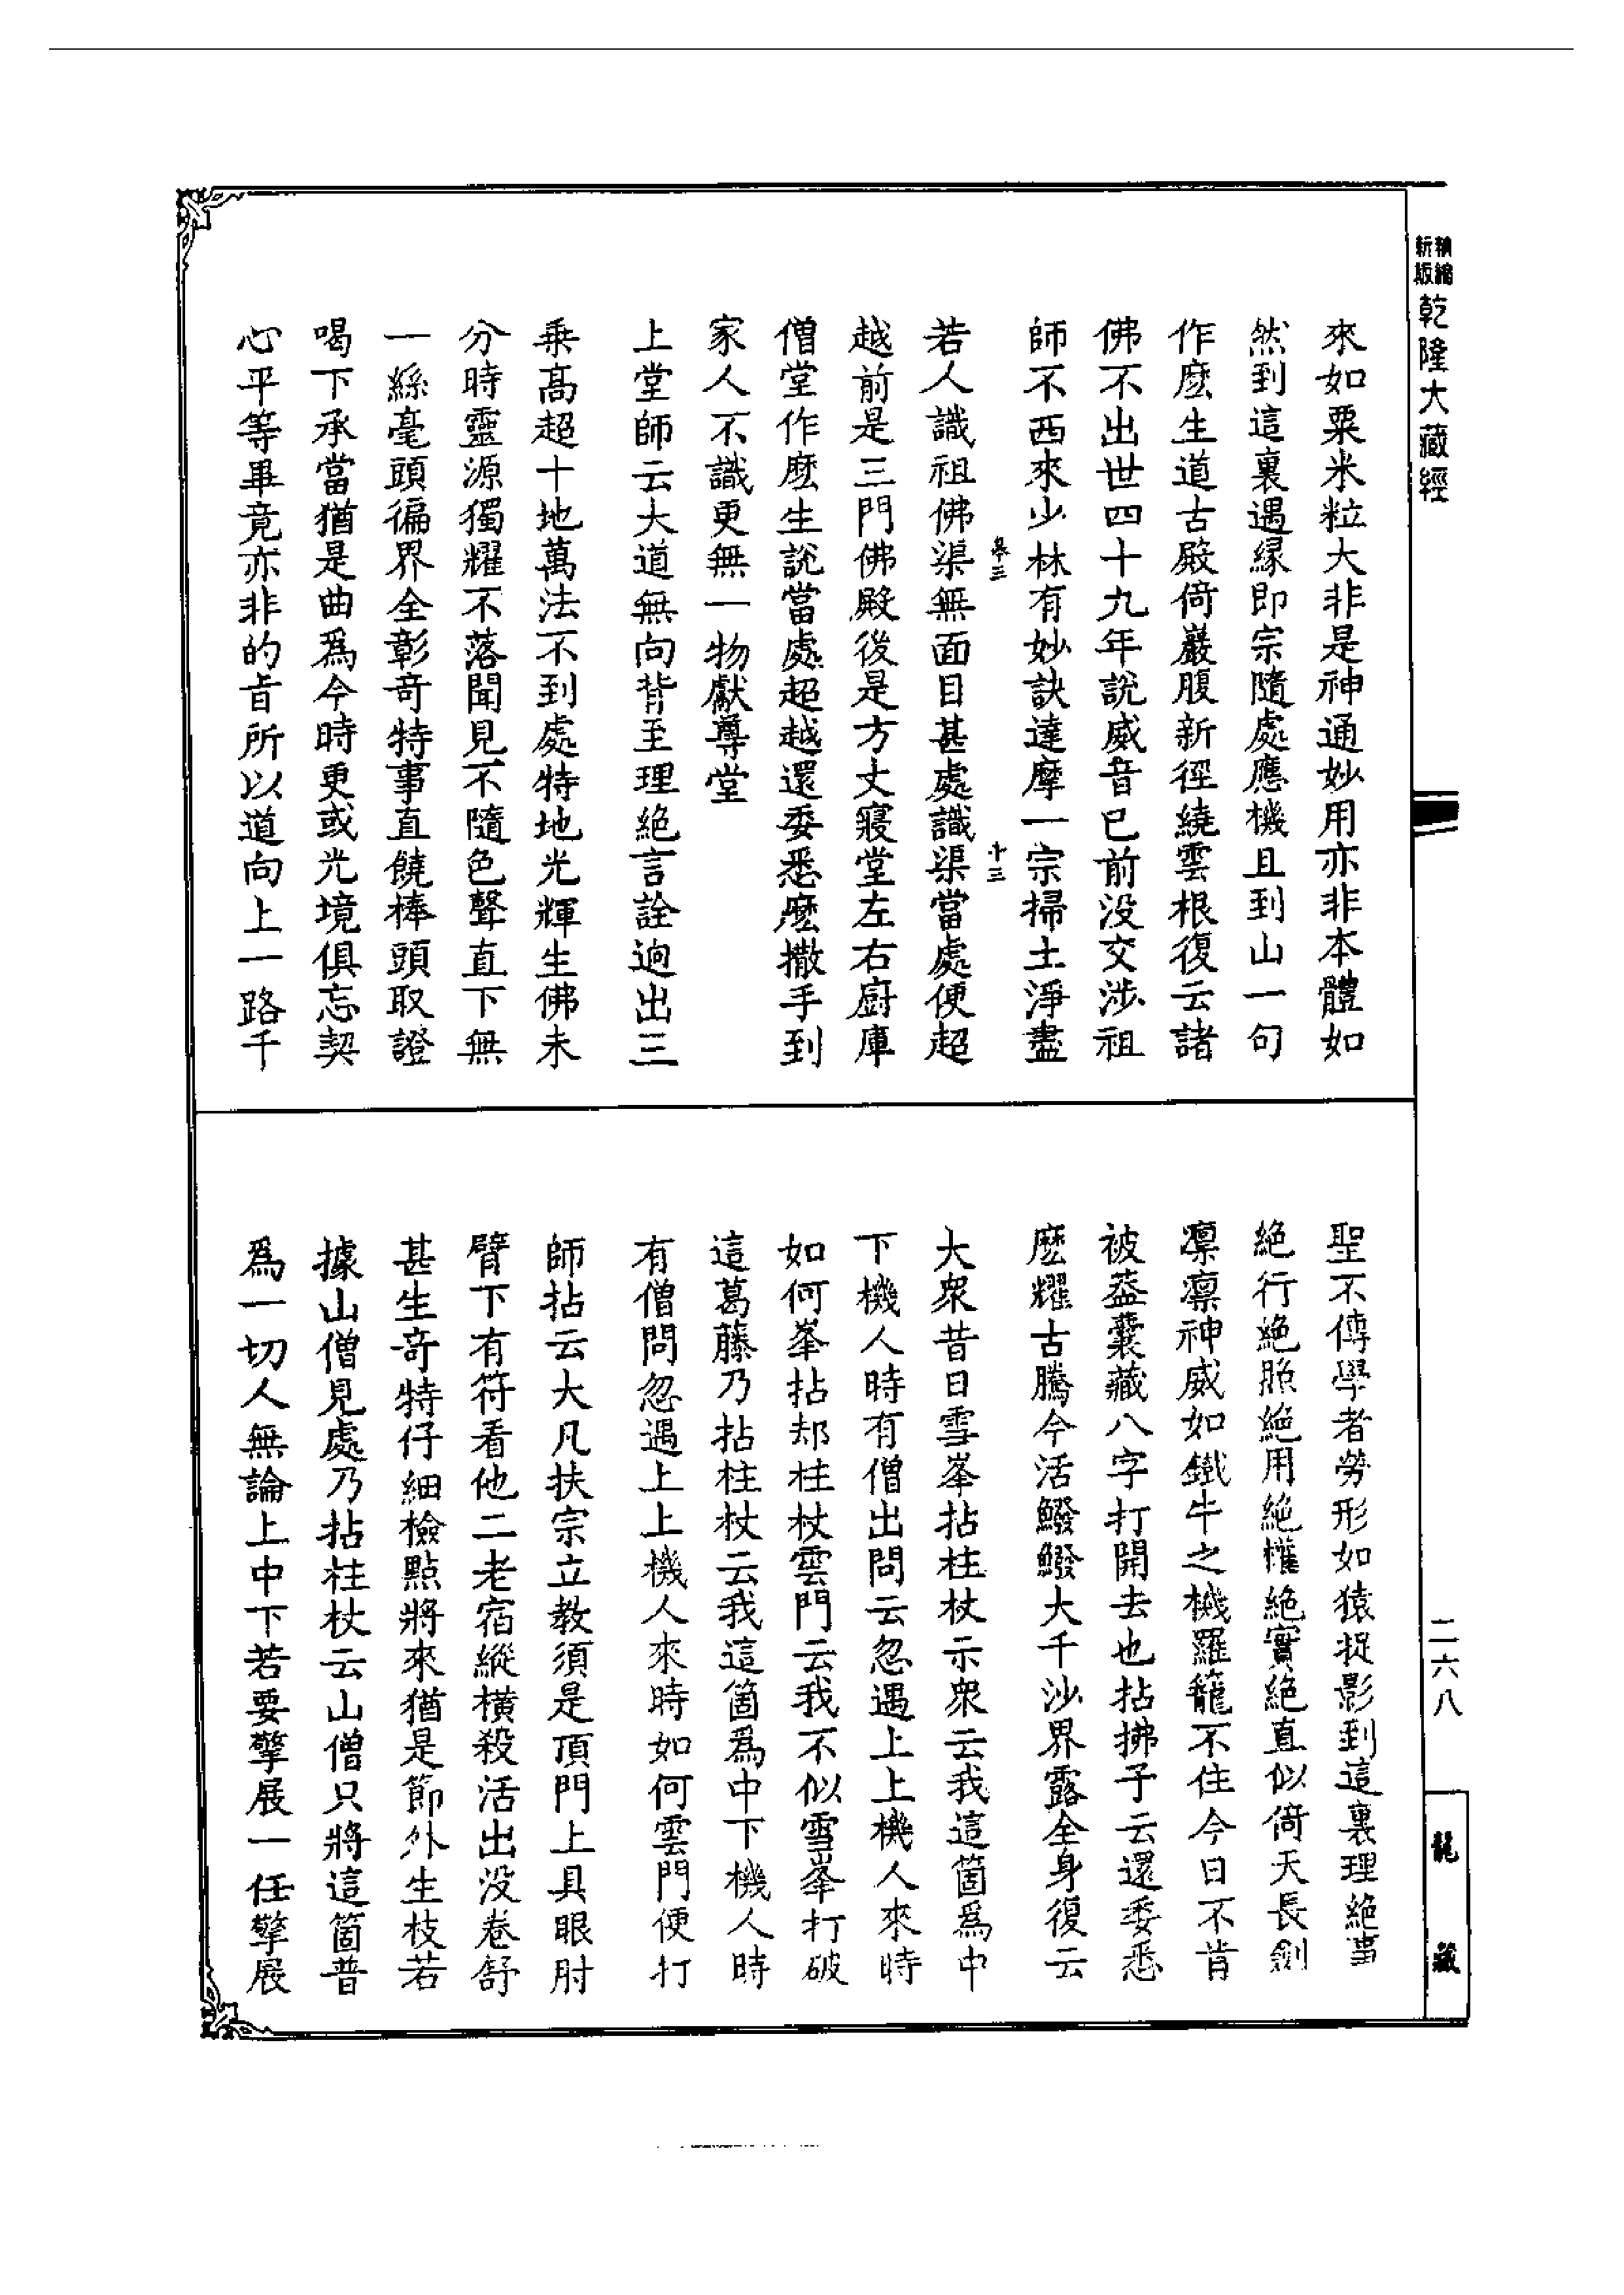 新版 精縮 乾隆大藏經
來如粟米粒大非是神通妙用亦非本體如
然到這裏遇緣即宗隨處應機且到山一句
作麽生道古殿倚巖腹新徑繞雲根復云諸
佛不出世四十九年說威音已前没交涉祖
師不西來少林有妙訣達摩一宗掃土淨盡
卷三 十三
若人識祖佛渠無面目甚處識渠當處便超
越前是三門佛殿後是方丈寢堂左右廚庫
僧堂作麽生說當處超越還委悉麽撒手到
家人不識更無一物獻尊堂
上堂師云大道無向背至理絕言詮逈出三
乘高超十地萬法不到處特地光輝生佛未
分時靈源獨耀不落聞見不隨色聲直下無
一絲毫頭徧界全彰奇特事直饒棒頭取證
喝下承當猶是曲為今時更或光境俱忘契
心平等畢竟亦非的旨所以道向上一路千
聖不傳學者勞形如猿捉影到這裏理絕事
絕行絕照絕用絕權絕實絕直似倚天長劍
凛凛神威如鐵牛之機羅籠不住今日不肯
被葢囊藏八字打開去也拈拂子云還委悉
麽耀古騰今活鱍鱍大千沙界露全身復云
大衆昔日雪峯拈柱杖示衆云我這箇為中
下機人時有僧出問云忽遇上上機人來時
如何峯拈却柱杖雲門云我不似雪峯打破
這葛藤乃拈柱杖云我這箇為中下機人時
有僧問忽遇上上機人來時如何雲門便打
師拈云大凡扶宗立教須是頂門上具眼肘
臂下有符看他二老宿縱橫殺活出没卷舒
甚生奇特仔細檢點將來猶是節外生枝若
據山僧見處乃拈柱杖云山僧只將這箇普
為一切人無論上中下若要擎展一任擎展
二六八
龍藏